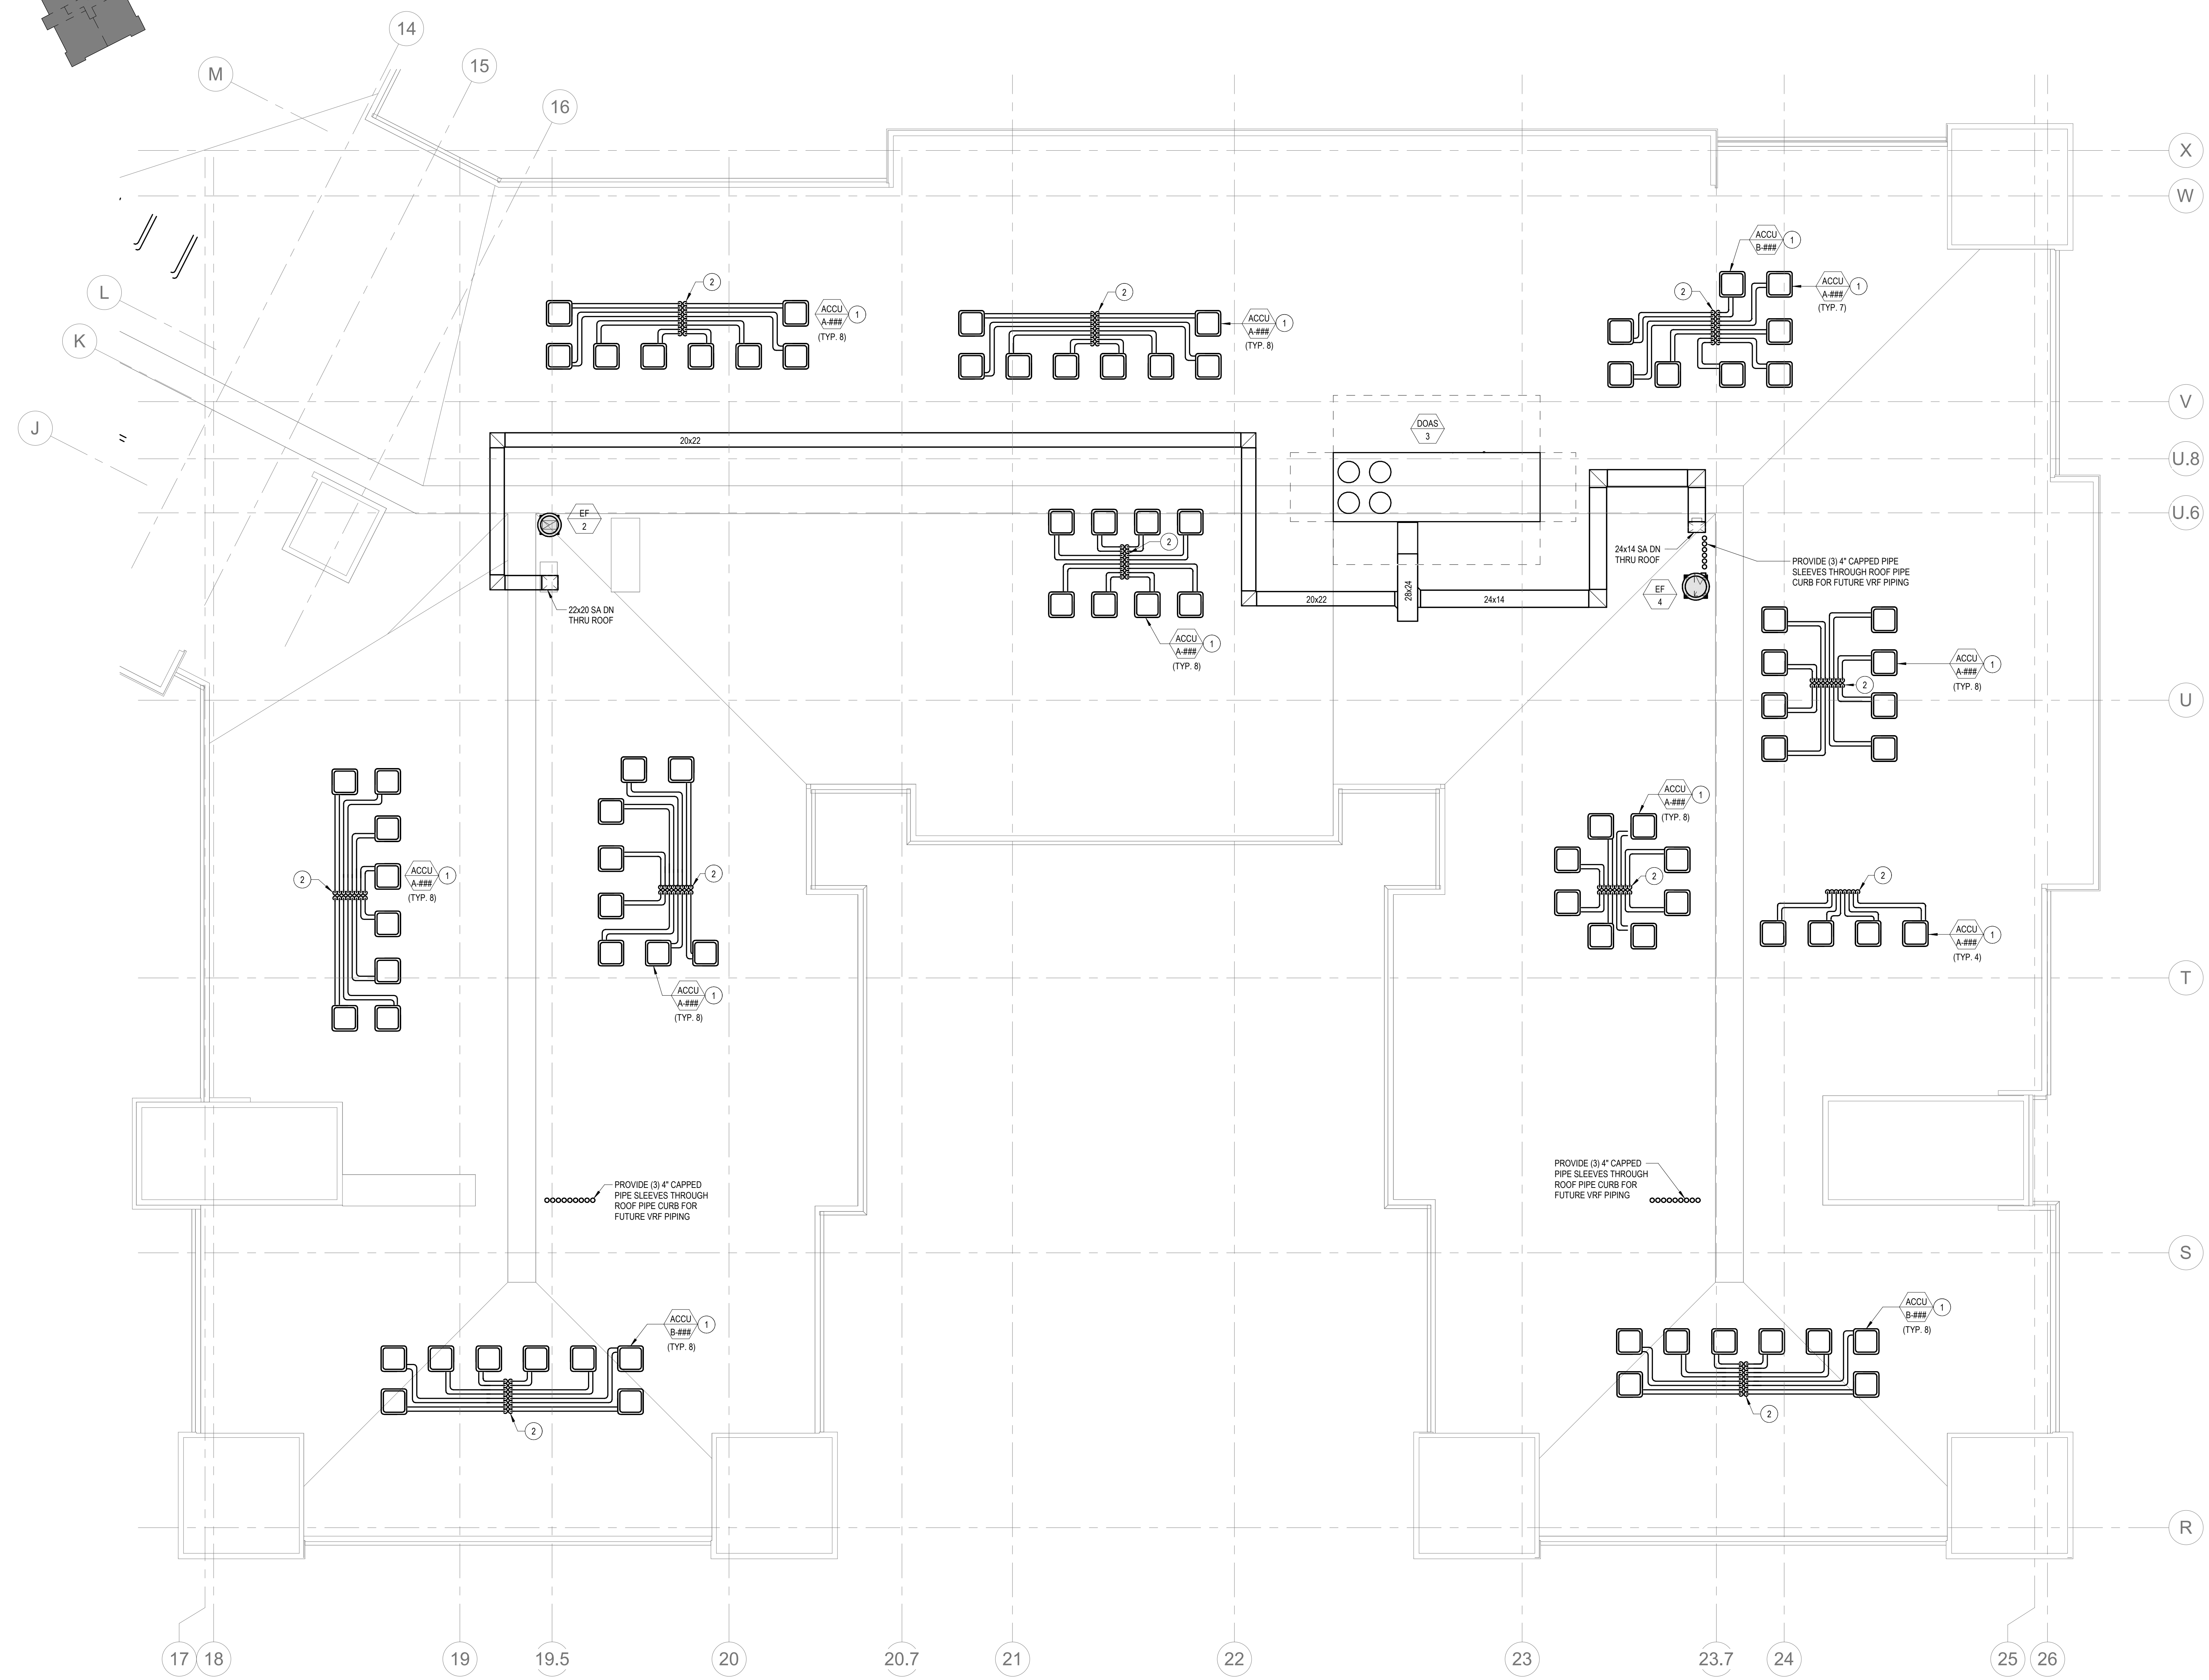 14
15
M
16
X
W
ACCU
B-###
1
2
ACCU
A-###
1
(TYP. 8)
2
ACCU
A-###
1
(TYP. 8)
2
ACCU
A-###
1
(TYP. 7)
L
K
J
V
DOAS
3
20x22
U.8
EF
2
U.6
2
24x14 SA DN
THRU ROOF
PROVIDE (3) 4" CAPPED PIPE
SLEEVES THROUGH ROOF PIPE
CURB FOR FUTURE VRF PIPING
28x24
EF
4
20x22
24x14
22x20 SA DN
THRU ROOF
ACCU
A-###
1
(TYP. 8)
ACCU
A-###
1
(TYP. 8)
2
U
ACCU
A-###
1
(TYP. 8)
2
ACCU
A-###
1
(TYP. 8)
2
2
2
ACCU
A-###
1
(TYP. 4)
T
ACCU
A-###
1
(TYP. 8)
PROVIDE (3) 4" CAPPED
PIPE SLEEVES THROUGH
ROOF PIPE CURB FOR
FUTURE VRF PIPING
PROVIDE (3) 4" CAPPED
PIPE SLEEVES THROUGH
ROOF PIPE CURB FOR
FUTURE VRF PIPING
S
ACCU
B-###
1
(TYP. 8)
2
ACCU
B-###
1
(TYP. 8)
2
R
17
18
19
19.5
20
20.7
21
22
23
23.7
24
25
26